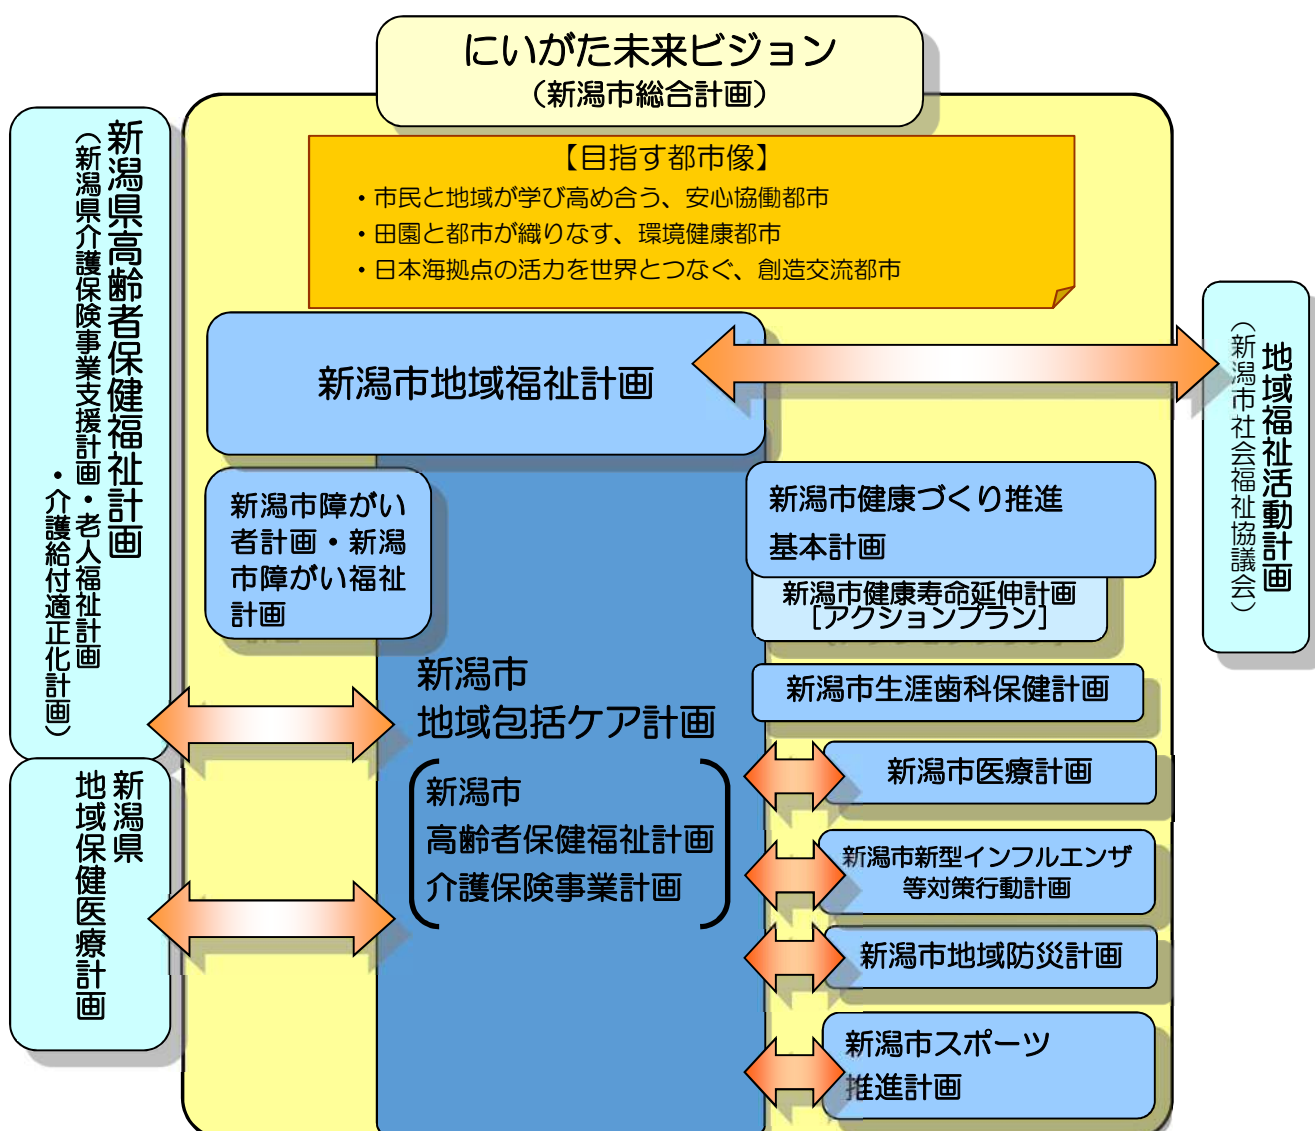 にいがた未来ビジョン
（新潟市総合計画）
【目指す都市像】
・市民と地域が学び高め合う、安心協働都市
・田園と都市が織りなす、環境健康都市
・日本海拠点の活力を世界とつなぐ、創造交流都市
新潟県高齢者保健福祉計画
（新潟県介護保険事業支援計画・老人福祉計画
・介護給付適正化計画）
新潟県
地域保健医療計画
新潟市地域福祉計画
地域福祉活動計画
（新潟市社会福祉協議会）
新潟市障がい
者計画・新潟
市障がい福祉
計画
新潟市
地域包括ケア計画
新潟市
高齢者保健福祉計画
介護保険事業計画
新潟市健康づくり推進
基本計画
新潟市健康寿命延伸計画
［アクションプラン］
新潟市生涯歯科保健計画
新潟市医療計画
新潟市新型インフルエンザ
等対策行動計画
新潟市地域防災計画
新潟市スポーツ
推進計画